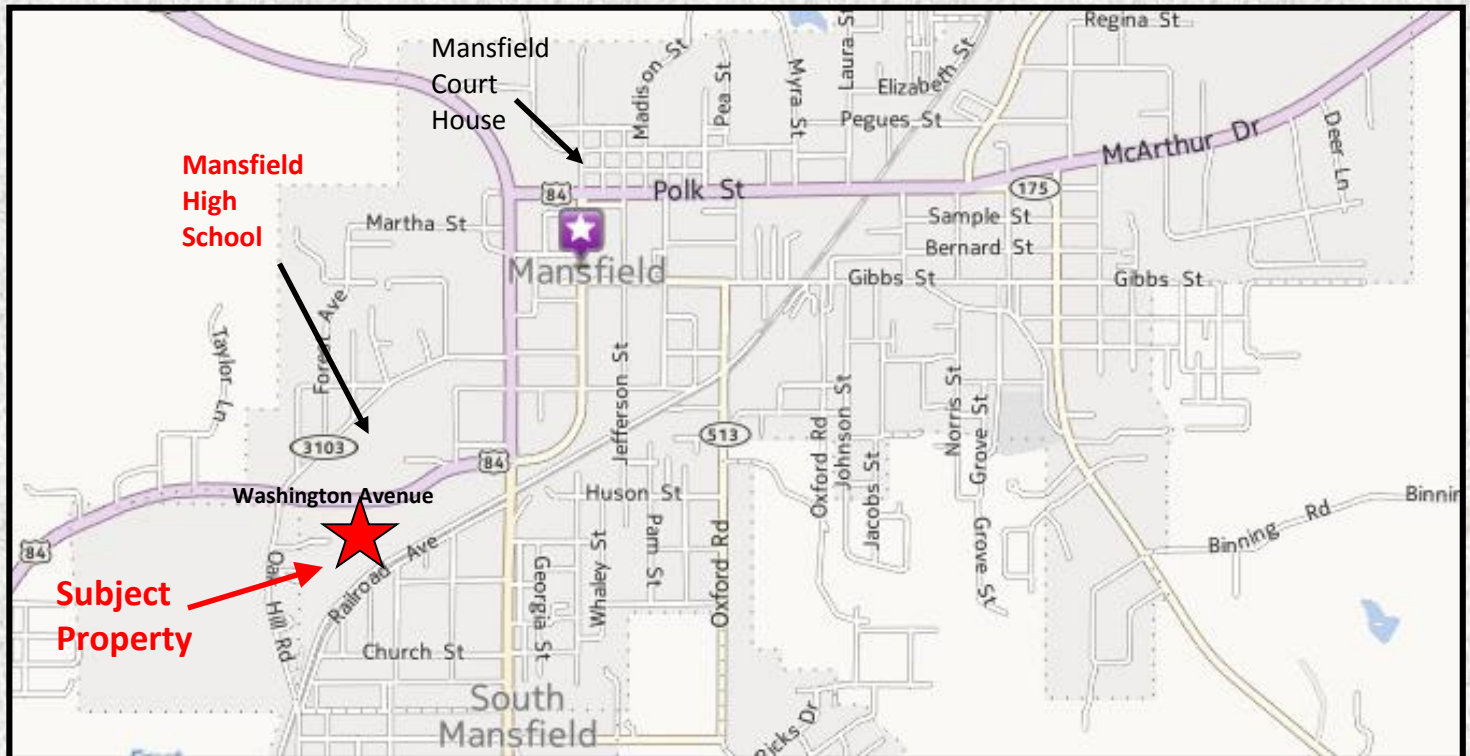 Regina St
Mansfield
Court
House
Madison St
Pea St
Myra St
Laura St
Elizabeth St
Pegues St
McArthur Dr
Deer Ln
Mansfield
High
School
84
Polk St
175
Martha St
Sample St
Bernard St
Mansfield
Gibbs St
Gibbs St
Taylor Ln
Forest Ave
Jefferson St
Oxford Rd
Johnson St
Jacobs St
Norris St
Grove St
3103
513
84
Washington Avenue
Huson St
Binnin
84
Railroad Ave
Georgia St
Whaley St
Pam St
Oxford Rd
Grove St
Binning Rd
Subject
Property
Hill Rd
Church St
South
Mansfield
Ricks Dr